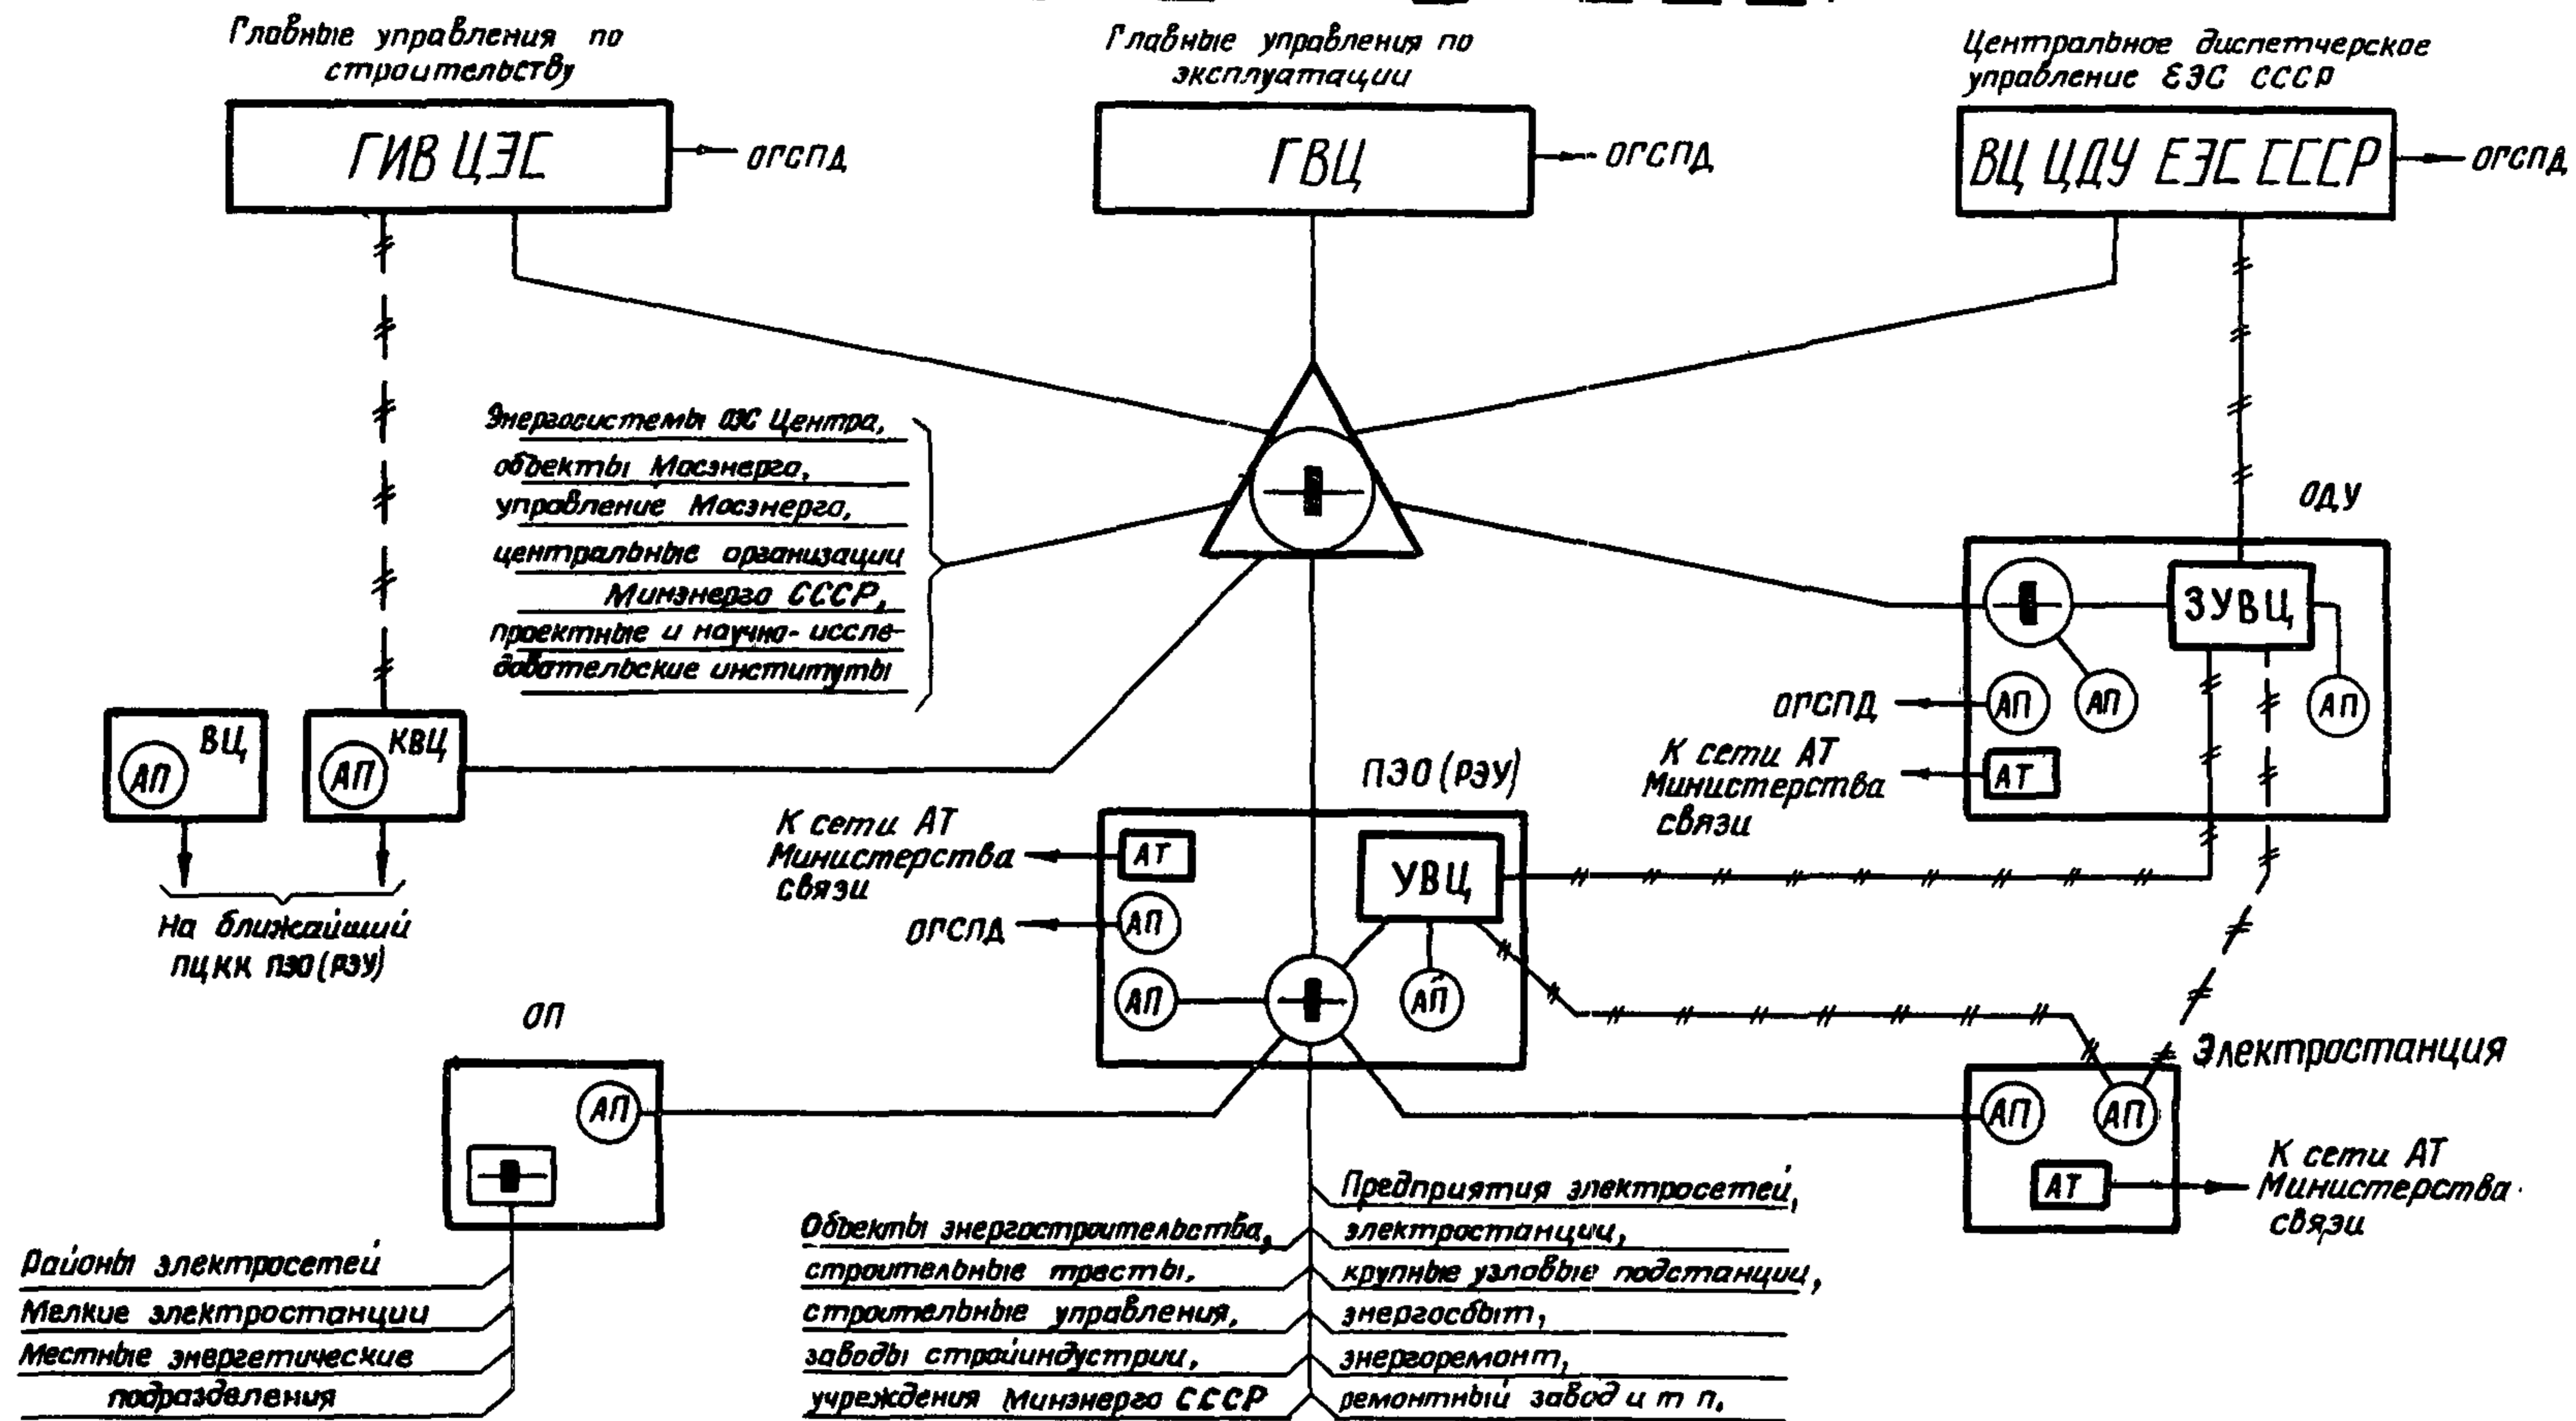 Главные управления по
строительству
ГИВЦЭС
ОГСПД
Главные управления по
эксплуатации
ГВЦ
ОГСПД
Центральное диспетчерское
управление ЕЭС СССР
ВЦ ЦДУ ЕЭС СССР
ОГСПД
Энергосистемы ОЭС Центра,
объекты Мосэнерго,
управление Мосэнерго,
центральные организации
Минэнерго СССР,
проектные и научно-иссле-
довательские институты
ОДУ
ЗУВЦ
АП
АП
АП
ОГСПД
АТ
К сети АТ
Министерства
связи
ВЦ
АП
КВЦ
АП
На ближайший
ПЦКК ПЭО (РЭУ)
ПЭО (РЭУ)
АТ
К сети АТ
Министерства
связи
УВЦ
АП
ОГСПД
АП
АП
ОП
АП
Районы электросетей
Мелкие электростанции
Местные энергетические
подразделения
Объекты энергостроительства,
строительные тресты,
строительные управления,
заводы стройиндустрии,
учреждения Минэнерго СССР
Предприятия электросетей,
электростанции,
крупные узловые подстанции,
энергосбыт,
энергоремонт,
ремонтный завод и т п.
Электростанция
АП
АП
АТ
К сети АТ
Министерства
связи